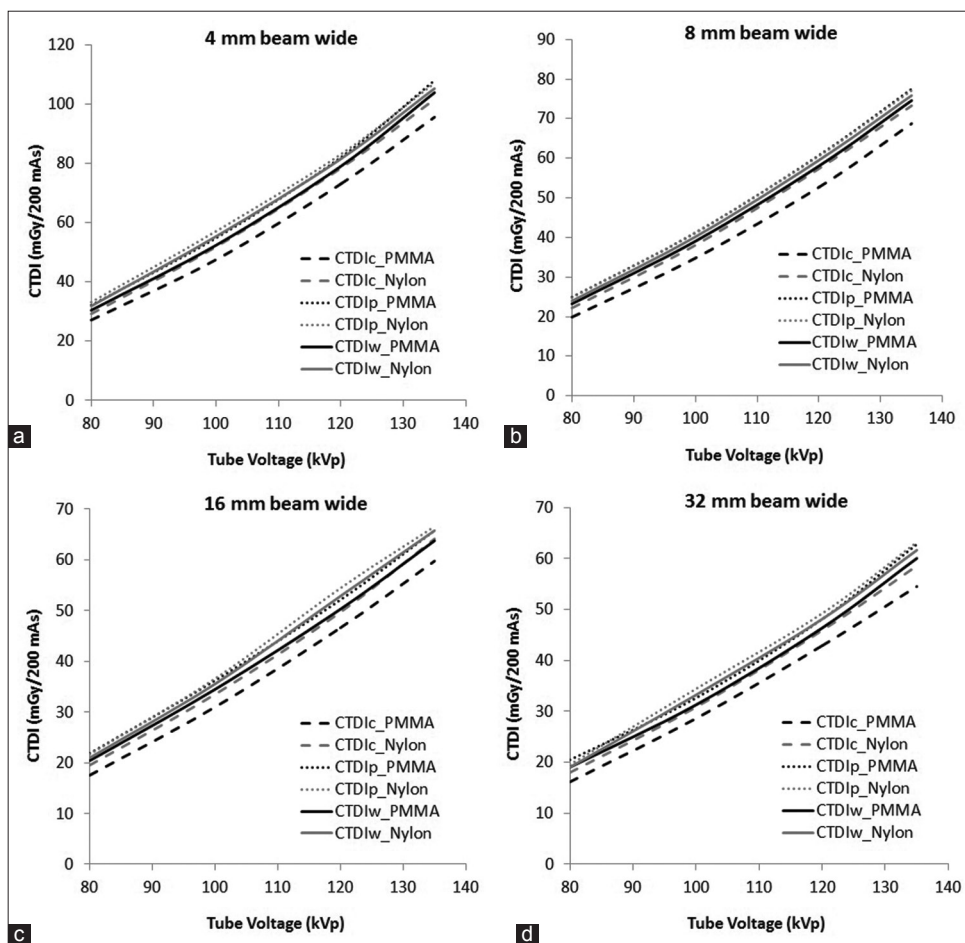 4 mm beam wide
120
100
80
60
40
20
0
CTDI (mGy/200 mAs)
CTDIc_PMMA
CTDIc_Nylon
CTDIp_PMMA
CTDIp_Nylon
CTDIw_PMMA
CTDIw_Nylon
80 90 100 110 120 130 140
Tube Voltage (kVp)
a
8 mm beam wide
90
80
70
60
50
40
30
20
10
0
CTDI (mGy/200 mAs)
CTDIc_PMMA
CTDIc_Nylon
CTDIp_PMMA
CTDIp_Nylon
CTDIw_PMMA
CTDIw_Nylon
80 90 100 110 120 130 140
Tube Voltage (kVp)
b
16 mm beam wide
70
60
50
40
30
20
10
0
CTDI (mGy/200 mAs)
CTDIc_PMMA
CTDIc_Nylon
CTDIp_PMMA
CTDIp_Nylon
CTDIw_PMMA
CTDIw_Nylon
80 90 100 110 120 130 140
Tube Voltage (kVp)
c
32 mm beam wide
70
60
50
40
30
20
10
0
CTDI (mGy/200 mAs)
CTDIc_PMMA
CTDIc_Nylon
CTDIp_PMMA
CTDIp_Nylon
CTDIw_PMMA
CTDIw_Nylon
80 90 100 110 120 130 140
Tube Voltage (kVp)
d